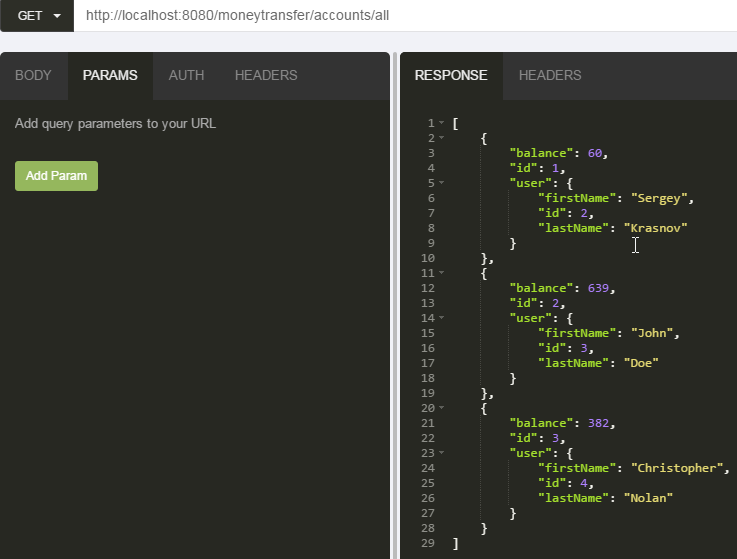 GET http://localhost:8080/moneytransfer/accounts/all
BODY PARAMS AUTH HEADERS
Add query parameters to your URL
Add Param
RESPONSE HEADERS
1 [
2 {
3 "balance": 60,
4 "id": 1,
5 "user": {
6 "firstName": "Sergey",
7 "id": 2,
8 "lastName": "Krasnov"
9 }
10 },
11 {
12 "balance": 639,
13 "id": 2,
14 "user": {
15 "firstName": "John",
16 "id": 3,
17 "lastName": "Doe"
18 }
19 },
20 {
21 "balance": 382,
22 "id": 3,
23 "user": {
24 "firstName": "Christopher",
25 "id": 4,
26 "lastName": "Nolan"
27 }
28 }
29 ]